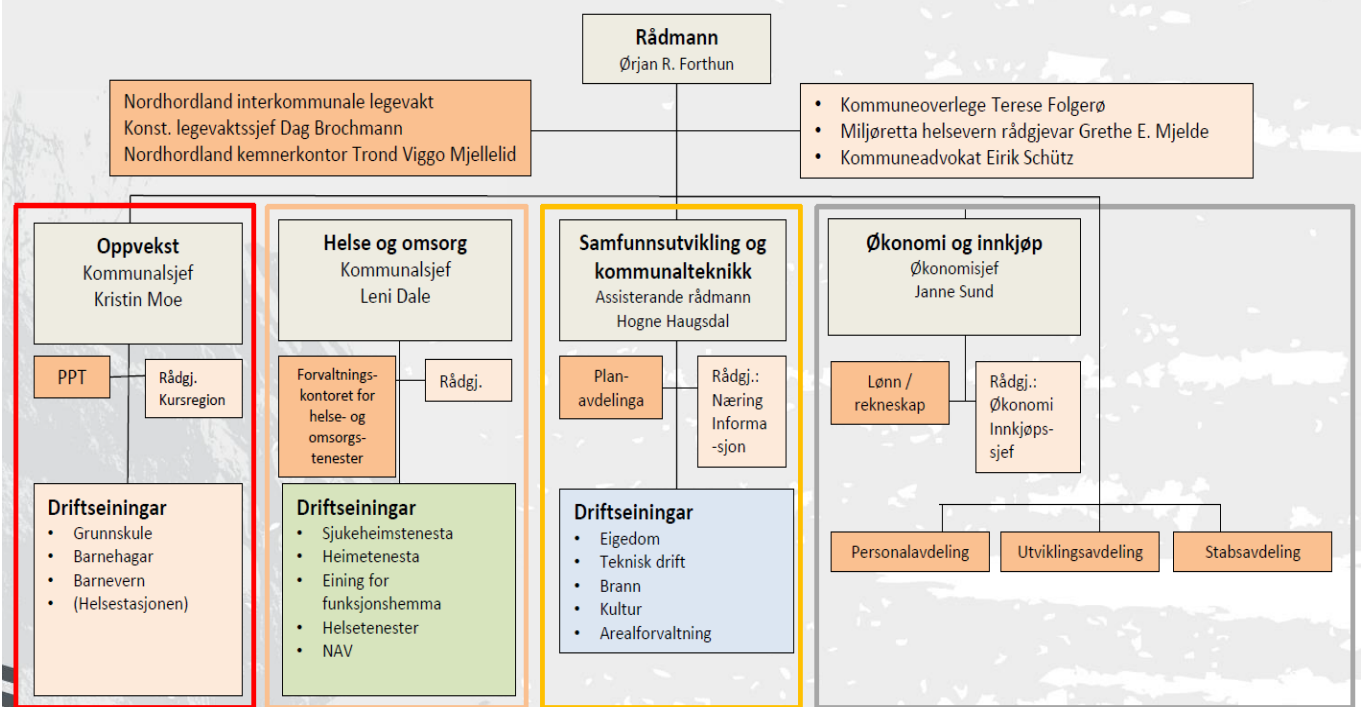 Rådmann
Ørjan R. Forthun
Nordhordland interkommunale legevakt
Konst. legevaktssjef Dag Brochmann
Nordhordland kemnerkontor Trond Viggo Mjellelid
• Kommuneoverlege Terese Folgerø
• Miljøretta helsevern rådgjevar Grethe E. Mjelde
• Kommuneadvokat Eirik Schütz
Oppvekst
Kommunalsjef
Kristin Moe
PPT
Rådgj.
Kursregion
Driftseiningar
• Grunnskule
• Barnehagar
• Barnevern
• (Helsestasjonen)
Helse og omsorg
Kommunalsjef
Leni Dale
Forvaltnings-
kontoret for
helse- og
omsorgs-
tenester
Rådgj.
Driftseiningar
• Sjukeheimstenesta
• Heimetenesta
• Eining for
funksjonshemma
• Helsetenester
• NAV
Samfunnsutvikling og
kommunalteknikk
Assisterande rådmann
Hogne Haugsdal
Plan-
avdelinga
Rådgj.:
Næring
Informa
-sjon
Driftseiningar
• Eigedom
• Teknisk drift
• Brann
• Kultur
• Arealforvaltning
Økonomi og innkjøp
Økonomisjef
Janne Sund
Lønn /
rekneskap
Rådgj.:
Økonomi
Innkjøps-
sjef
Personalavdeling
Utviklingsavdeling
Stabsavdeling